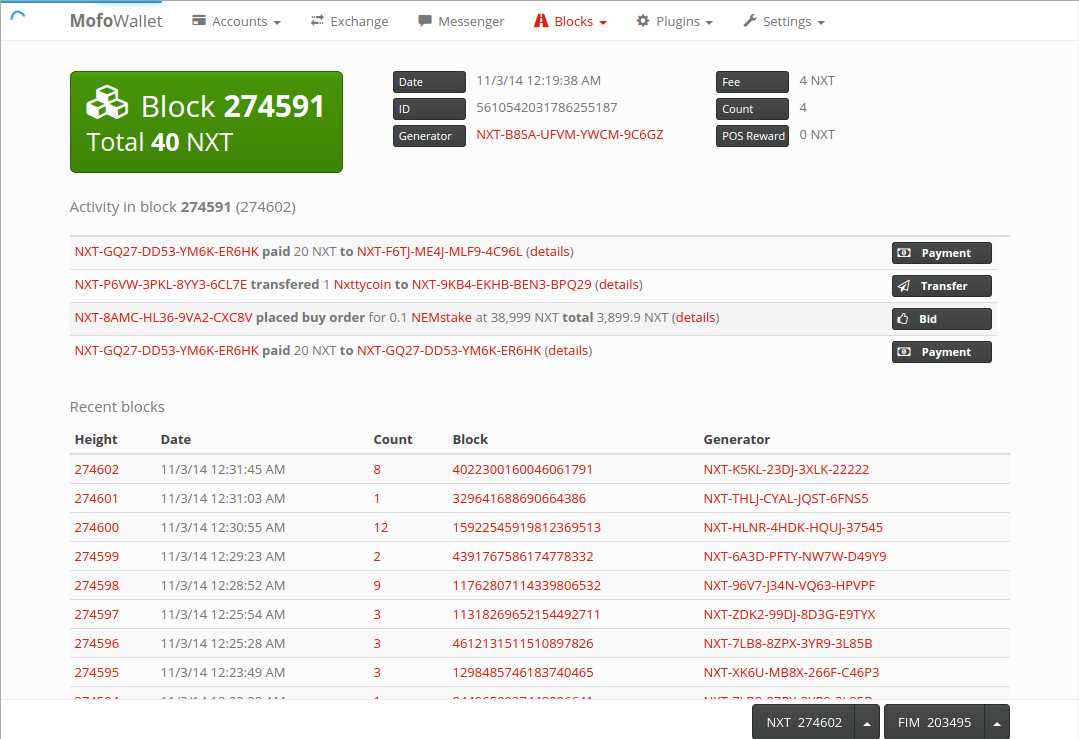 MofoWallet Accounts Exchange Messenger Blocks Plugins Settings
Block 274591
Total 40 NXT
Date 11/3/14 12:19:38 AM
ID 5610542031786255187
Generator NXT-B8SA-UFVM-YWCM-9C6GZ
Fee 4 NXT
Count 4
POS Reward 0 NXT
Activity in block 274591 (274602)
NXT-GQ27-DD53-YM6K-ER6HK paid 20 NXT to NXT-F6TJ-ME4J-MLF9-4C96L (details) Payment
NXT-P6VW-3PKL-8YY3-6CL7E transfered 1 Nxttycoin to NXT-9KB4-EKHB-BEN3-BPQ29 (details) Transfer
NXT-8AMC-HL36-9VA2-CXC8V placed buy order for 0.1 NEMstake at 38,999 NXT total 3,899.9 NXT (details) Bid
NXT-GQ27-DD53-YM6K-ER6HK paid 20 NXT to NXT-GQ27-DD53-YM6K-ER6HK (details) Payment
Recent blocks
Height Date Count Block Generator
274602 11/3/14 12:31:45 AM 8 4022300160046061791 NXT-K5KL-23DJ-3XLK-22222
274601 11/3/14 12:31:03 AM 1 329641688690664386 NXT-THLJ-CYAL-JQST-6FNS5
274600 11/3/14 12:30:55 AM 12 15922545919812369513 NXT-HLNR-4HDK-HQUJ-37545
274599 11/3/14 12:29:23 AM 2 4391767586174778332 NXT-6A3D-PFTY-NW7W-D49Y9
274598 11/3/14 12:28:52 AM 9 11762807114339806532 NXT-96V7-J34N-VQ63-HPVPF
274597 11/3/14 12:25:54 AM 3 11318269652154492711 NXT-ZDK2-99DJ-8D3G-E9TYX
274596 11/3/14 12:25:28 AM 3 4612131511510897826 NXT-7LB8-8ZPX-3YR9-3L85B
274595 11/3/14 12:23:49 AM 3 1298485746183740465 NXT-XK6U-MB8X-266F-C46P3
NXT 274602 FIM 203495